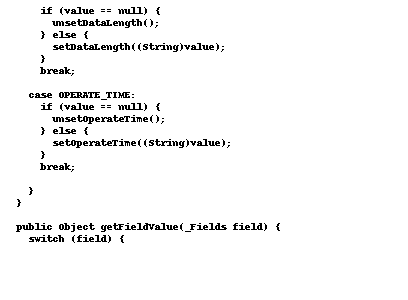 if (value == null) {
unsetDataLength();
} else {
setDataLength((String)value);
}
break;
case OPERATE_TIME:
if (value == null) {
unsetOperateTime();
} else {
setOperateTime((String)value);
}
break;
}
}
public Object getFieldValue(_Fields field) {
switch (field) {